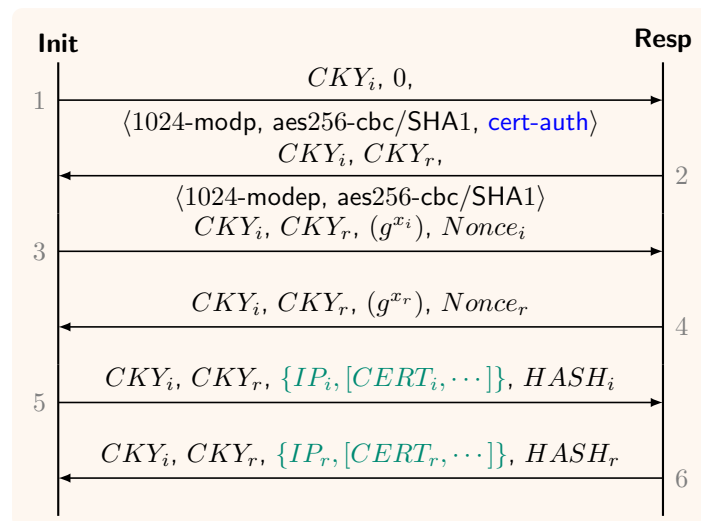 Init Resp
CKY_i, 0,
1
⟨1024-modp, aes256-cbc/SHA1, cert-auth⟩
CKY_i, CKY_r,
2
⟨1024-modep, aes256-cbc/SHA1⟩
CKY_i, CKY_r, (g^{x_i}), Nonce_i
3
CKY_i, CKY_r, (g^{x_r}), Nonce_r
4
CKY_i, CKY_r, {IP_i, [CERT_i, ···]}, HASH_i
5
CKY_i, CKY_r, {IP_r, [CERT_r, ···]}, HASH_r
6